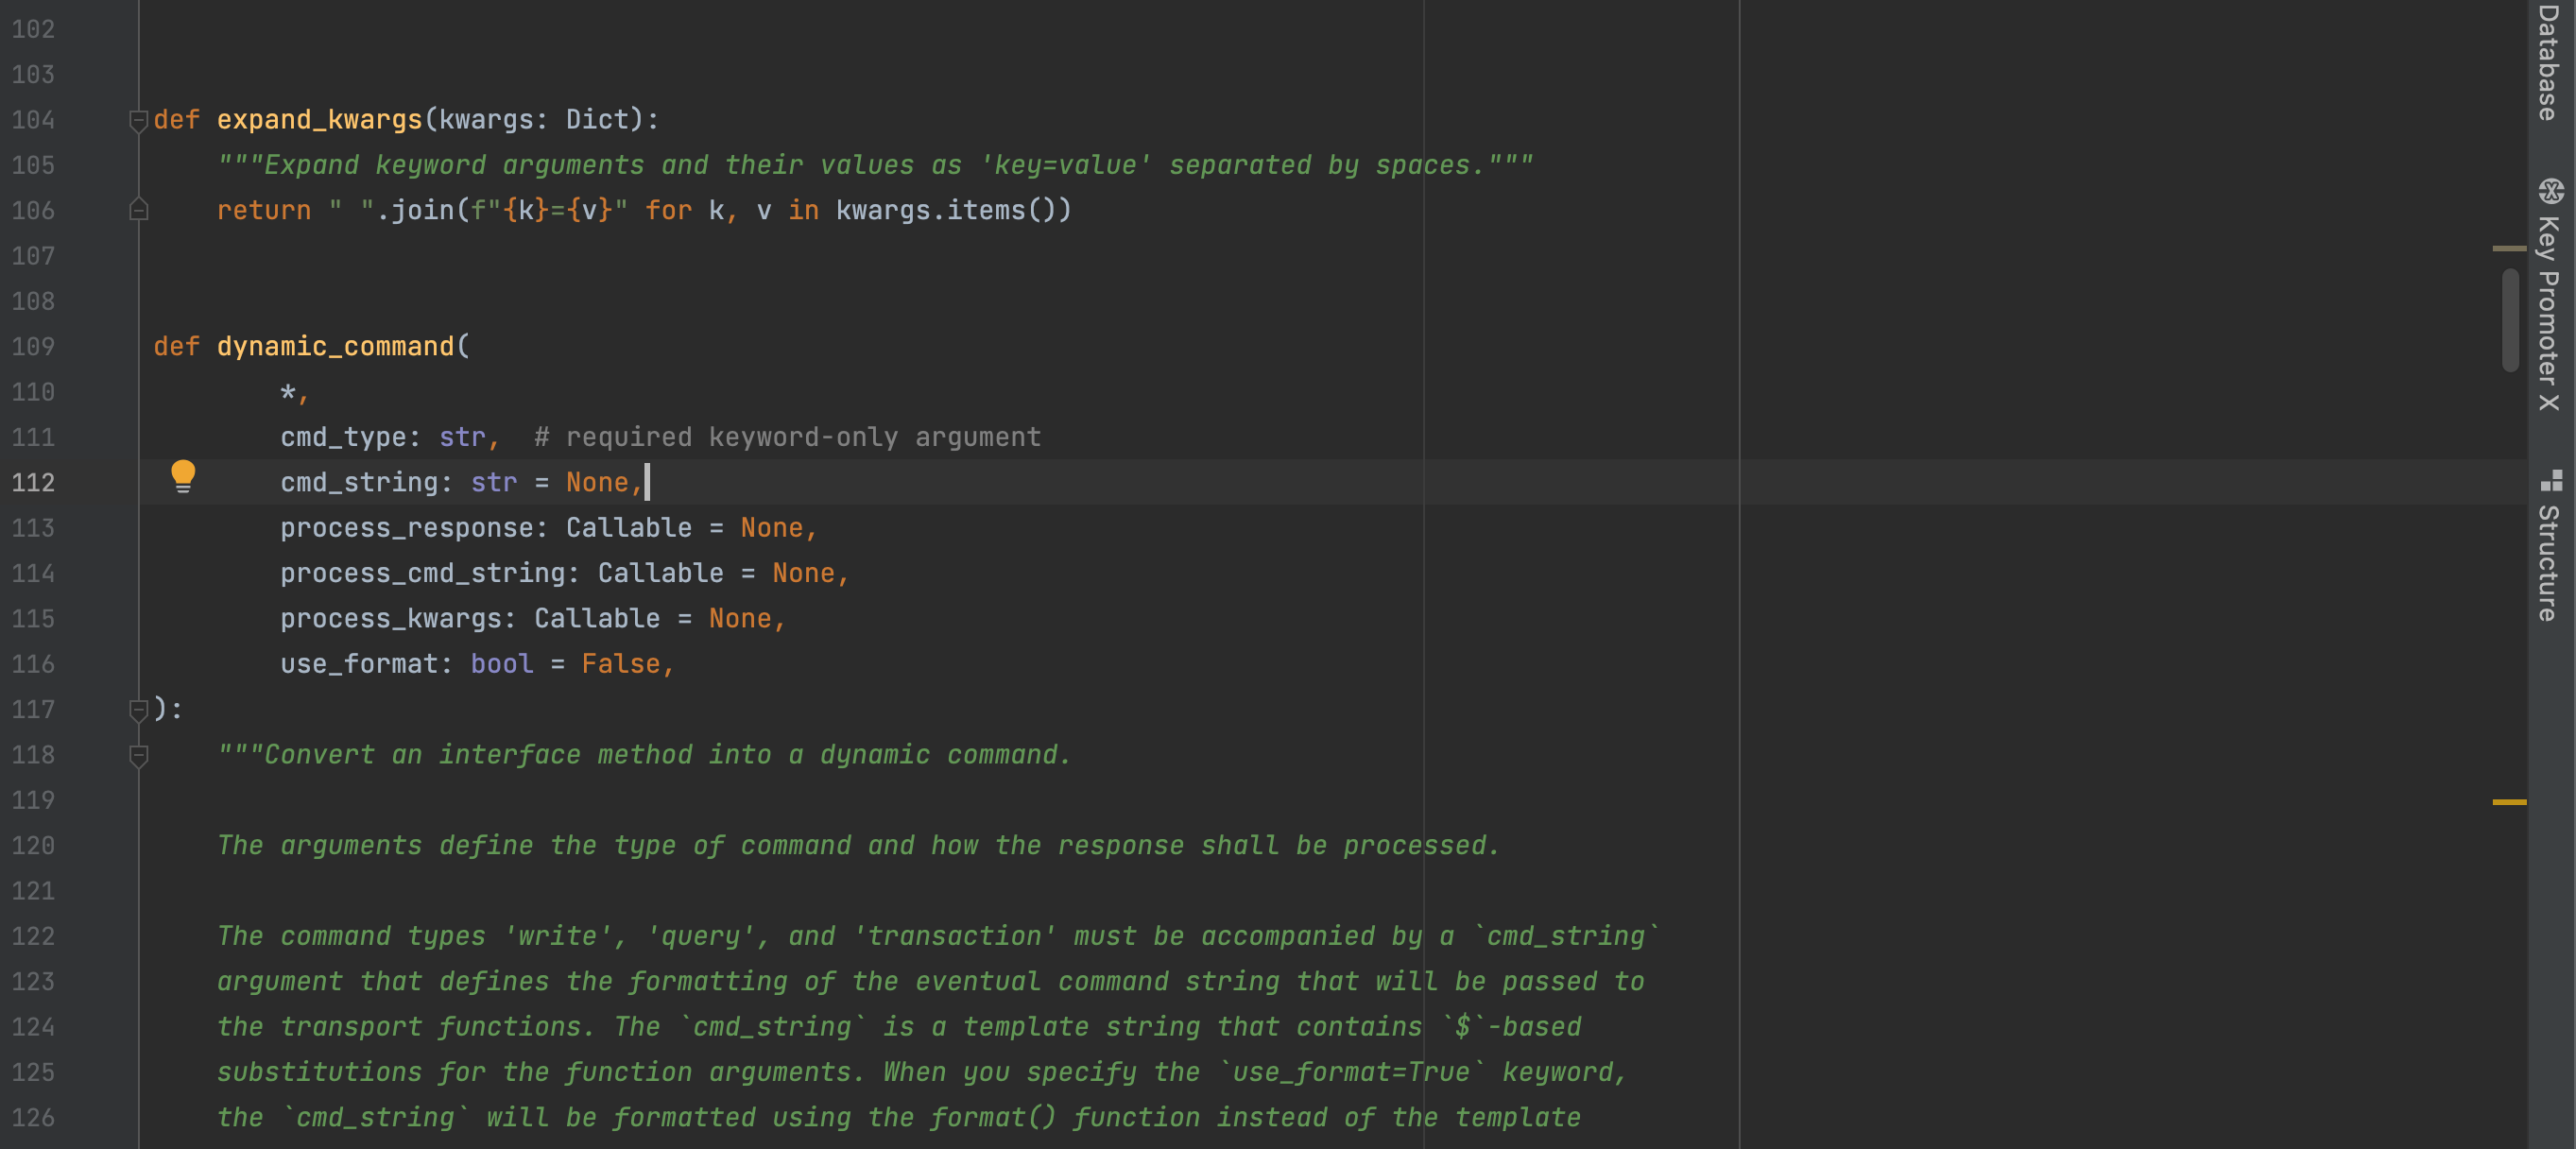 102
103
104 def expand_kwargs(kwargs: Dict):
105     """Expand keyword arguments and their values as 'key=value' separated by spaces."""
106     return " ".join(f"{k}={v}" for k, v in kwargs.items())
107
108
109 def dynamic_command(
110         *,
111         cmd_type: str,  # required keyword-only argument
112         cmd_string: str = None,
113         process_response: Callable = None,
114         process_cmd_string: Callable = None,
115         process_kwargs: Callable = None,
116         use_format: bool = False,
117 ):
118     """Convert an interface method into a dynamic command.
119
120     The arguments define the type of command and how the response shall be processed.
121
122     The command types 'write', 'query', and 'transaction' must be accompanied by a `cmd_string`
123     argument that defines the formatting of the eventual command string that will be passed to
124     the transport functions. The `cmd_string` is a template string that contains `$`-based
125     substitutions for the function arguments. When you specify the `use_format=True` keyword,
126     the `cmd_string` will be formatted using the format() function instead of the template
Database
Key Promoter X
Structure